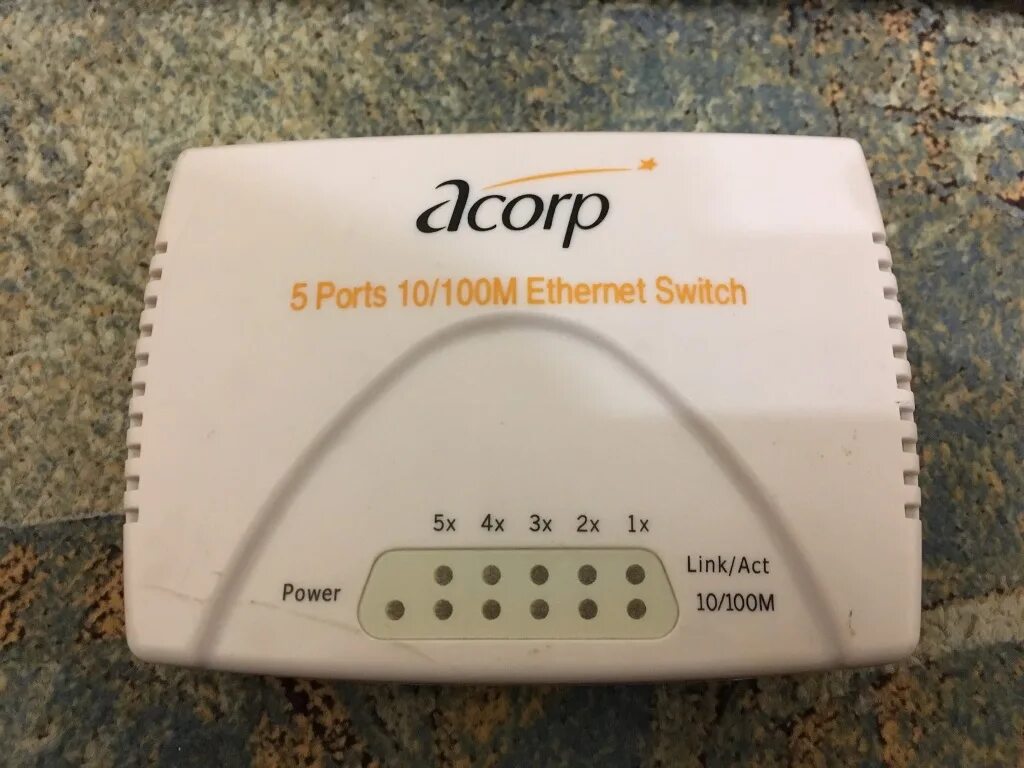 acorp
5 Ports 10/100M Ethernet Switch
5x 4x 3x 2x 1x
Link/Act
Power
10/100M